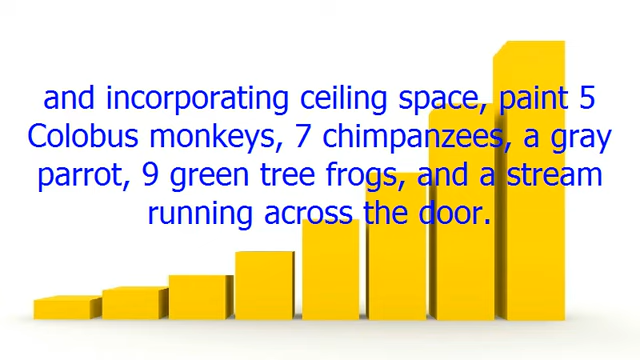 and incorporating ceiling space, paint 5
Colobus monkeys, 7 chimpanzees, a gray
parrot, 9 green tree frogs, and a stream
running across the door.